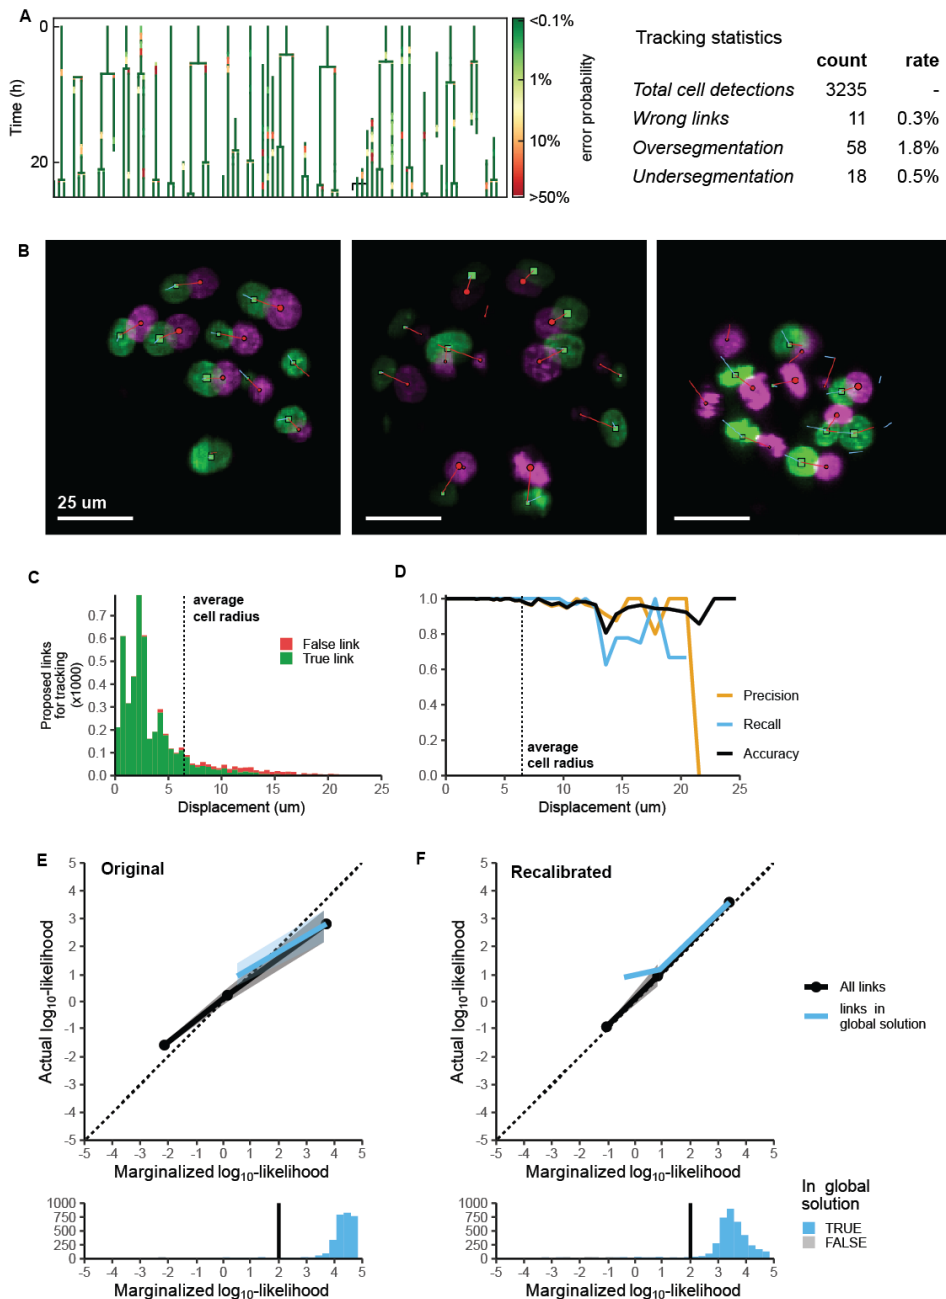 A
0
20
Time (h)
<0.1%
1%
10%
>50%
error probability
Tracking statistics
count rate
Total cell detections 3235 -
Wrong links 11 0.3%
Oversegmentation 58 1.8%
Undersegmentation 18 0.5%
B
25 um
C
0.7
0.6
0.5
0.4
0.3
0.2
0.1
0.0
Proposed links
for tracking
(x1000)
average
cell radius
False link
True link
0 5 10 15 20 25
Displacement (um)
D
1.0
0.8
0.6
0.4
0.2
0.0
average
cell radius
Precision
Recall
Accuracy
0 5 10 15 20 25
Displacement (um)
E
Original
5
4
3
2
1
0
-1
-2
-3
-4
-5
Actual log10-likelihood
-5 -4 -3 -2 -1 0 1 2 3 4 5
Marginalized log10-likelihood
1000
750
500
250
0
-5 -4 -3 -2 -1 0 1 2 3 4 5
Marginalized log10-likelihood
F
Recalibrated
5
4
3
2
1
0
-1
-2
-3
-4
-5
Actual log10-likelihood
-5 -4 -3 -2 -1 0 1 2 3 4 5
Marginalized log10-likelihood
All links
links in
global solution
1000
750
500
250
0
-5 -4 -3 -2 -1 0 1 2 3 4 5
Marginalized log10-likelihood
In global
solution
TRUE
FALSE